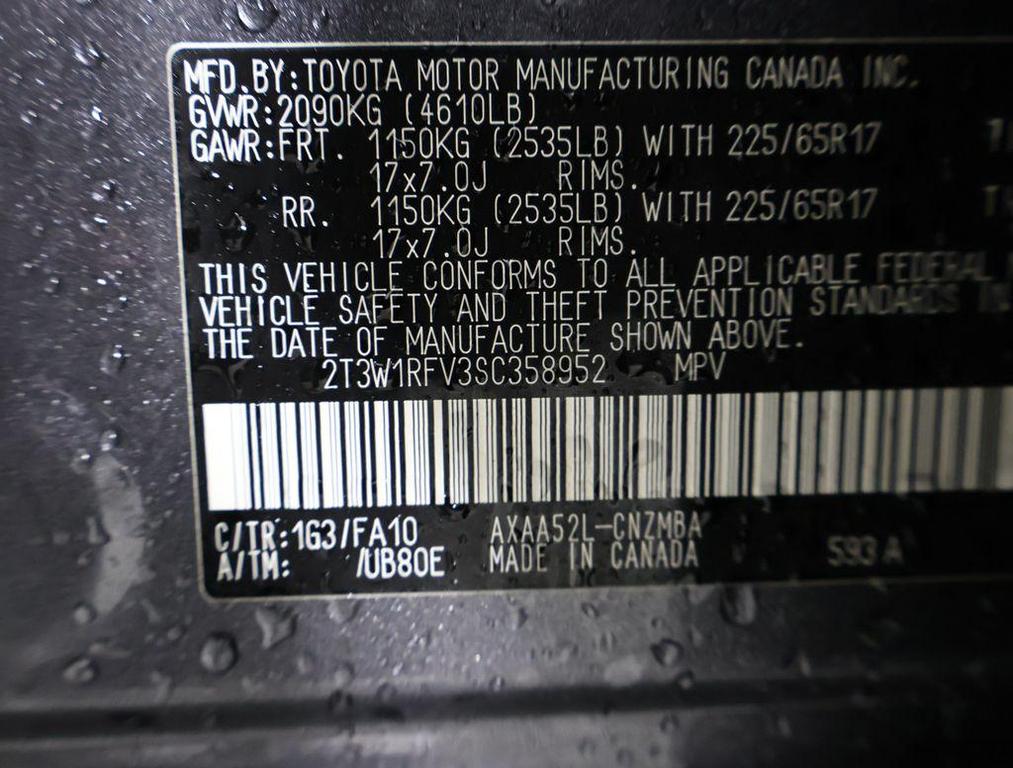 MFD.BY:TOYOTA MOTOR MANUFACTURING CANADA INC.
GVWR:2090KG (4610LB)
GAWR:FRT. 1150KG (2535LB) WITH 225/65R17
17x7.0J RIMS.
RR. 1150KG (2535LB) WITH 225/65R17
17x7.0J RIMS.
THIS VEHICLE CONFORMS TO ALL APPLICABLE FEDERAL
VEHICLE SAFETY AND THEFT PREVENTION STANDARDS
THE DATE OF MANUFACTURE SHOWN ABOVE.
2T3W1RFV3SC358952 MPV
C/TR:1G3/FA10 AXAA52L-CNZMBA
A/TM: /UB80E MADE IN CANADA 593 A